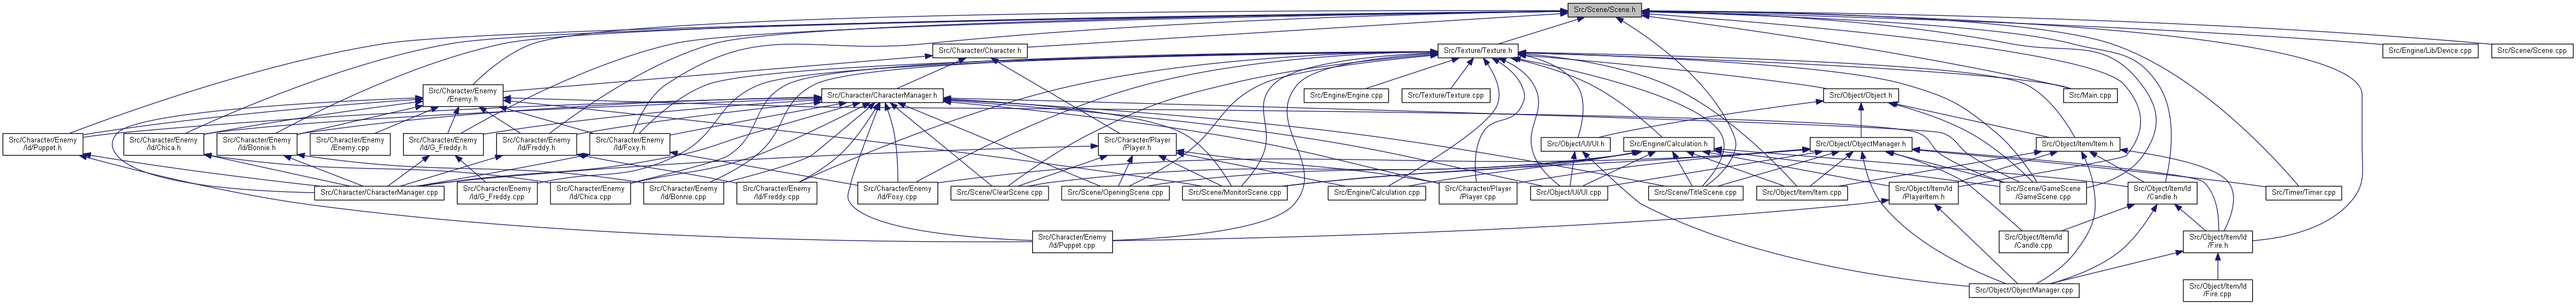 Src/Scene/Scene.h
Src/Character/Character.h
Src/Texture/Texture.h
Src/Engine/Lib/Device.cpp
Src/Scene/Scene.cpp
Src/Character/Enemy
/Enemy.h
Src/Character/CharacterManager.h
Src/Engine/Engine.cpp
Src/Texture/Texture.cpp
Src/Object/Object.h
Src/Main.cpp
Src/Character/Enemy
/Id/Puppet.h
Src/Character/Enemy
/Id/Chica.h
Src/Character/Enemy
/Id/Bonnie.h
Src/Character/Enemy
/Enemy.cpp
Src/Character/Enemy
/Id/G_Freddy.h
Src/Character/Enemy
/Id/Freddy.h
Src/Character/Enemy
/Id/Foxy.h
Src/Character/Player
/Player.h
Src/Object/UI/UI.h
Src/Engine/Calculation.h
Src/Object/ObjectManager.h
Src/Object/Item/Item.h
Src/Character/CharacterManager.cpp
Src/Character/Enemy
/Id/G_Freddy.cpp
Src/Character/Enemy
/Id/Chica.cpp
Src/Character/Enemy
/Id/Bonnie.cpp
Src/Character/Enemy
/Id/Freddy.cpp
Src/Character/Enemy
/Id/Foxy.cpp
Src/Scene/ClearScene.cpp
Src/Scene/OpeningScene.cpp
Src/Scene/MonitorScene.cpp
Src/Engine/Calculation.cpp
Src/Character/Player
/Player.cpp
Src/Object/UI/UI.cpp
Src/Scene/TitleScene.cpp
Src/Object/Item/Item.cpp
Src/Object/Item/Id
/PlayerItem.h
Src/Scene/GameScene
/GameScene.cpp
Src/Object/Item/Id
/Candle.h
Src/Timer/Timer.cpp
Src/Character/Enemy
/Id/Puppet.cpp
Src/Object/Item/Id
/Candle.cpp
Src/Object/Item/Id
/Fire.h
Src/Object/ObjectManager.cpp
Src/Object/Item/Id
/Fire.cpp